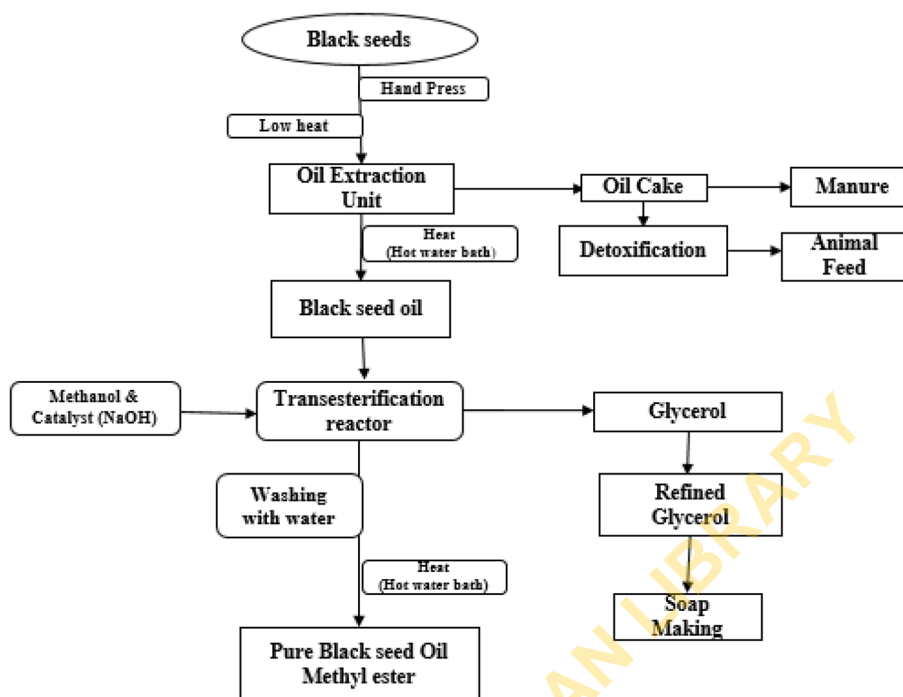 Black seeds
Hand Press
Low heat
Oil Extraction
Unit
Oil Cake
Manure
Heat
(Hot water bath)
Detoxification
Animal
Feed
Black seed oil
Methanol &
Catalyst (NaOH)
Transesterification
reactor
Glycerol
Washing
with water
Refined
Glycerol
Heat
(Hot water bath)
Soap
Making
Pure Black seed Oil
Methyl ester
AN LIBRARY